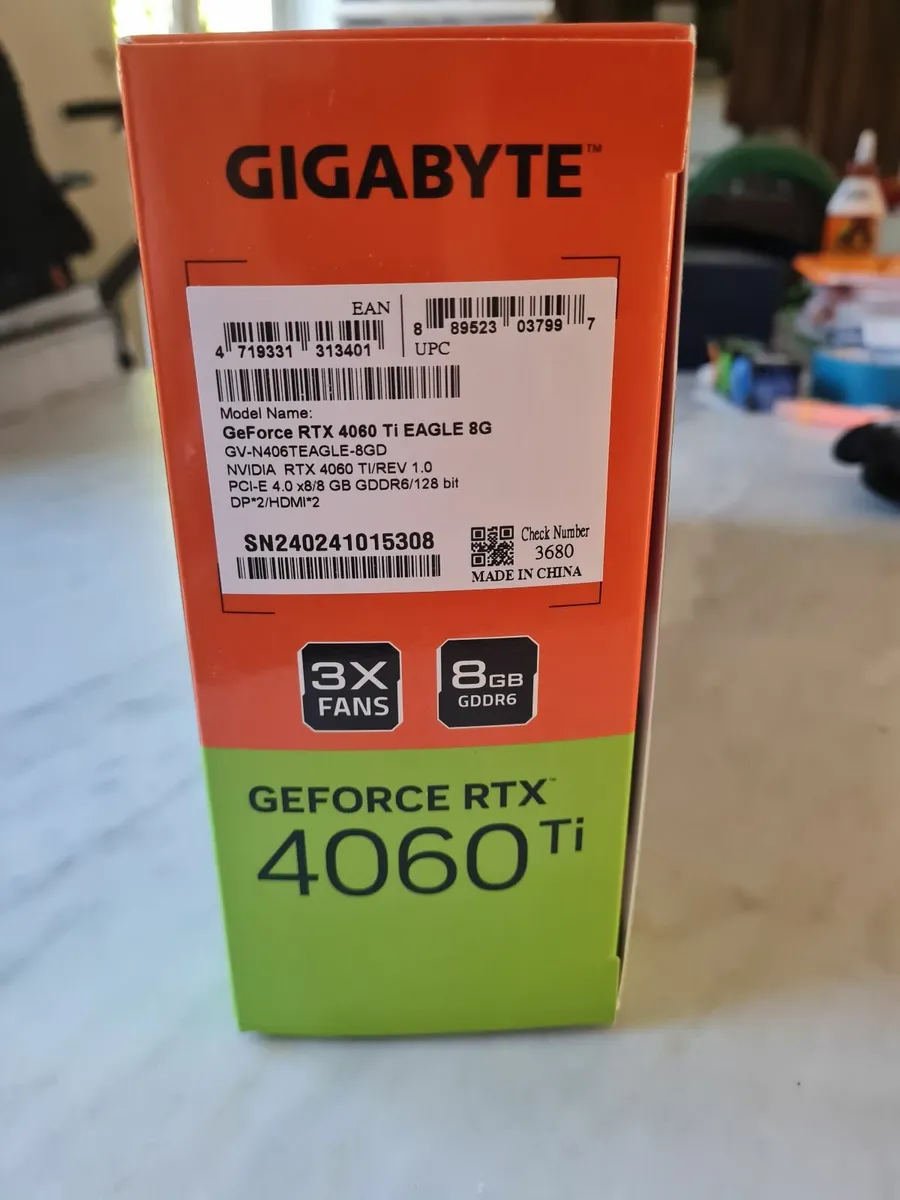 GIGABYTE™
EAN
4 719331 313401
8 89523 03799 7
UPC
Model Name:
GeForce RTX 4060 Ti EAGLE 8G
GV-N406TEAGLE-8GD
NVIDIA RTX 4060 TI/REV 1.0
PCI-E 4.0 x8/8 GB GDDR6/128 bit
DP*2/HDMI*2
SN240241015308
Check Number
3680
MADE IN CHINA
3X
FANS
8GB
GDDR6
GEFORCE RTX™
4060 Ti